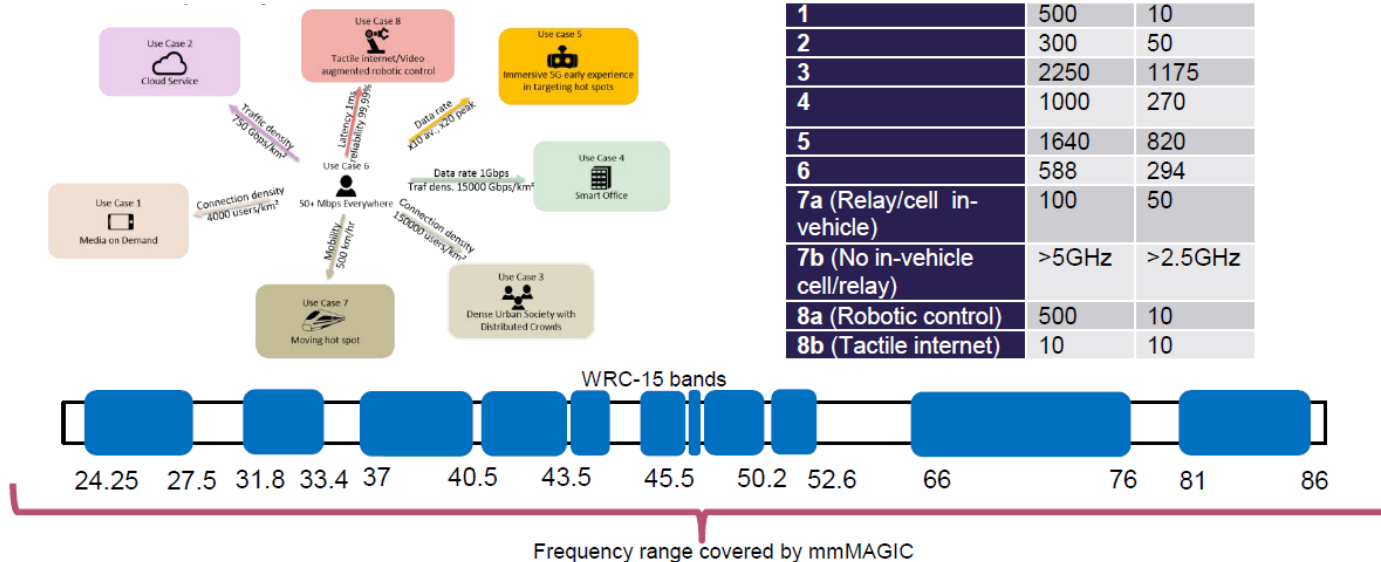 Use Case 2
Cloud Service
Use Case 8
Tactile internet/Video
augmented robotic control
Use case 5
Immersive 5G early experience
in targeting hot spots
Traffic density
750 Gbps/km²
Latency 1ms
reliability 99,99%
Data rate
x10 av., x20 peak
Use Case 6
50+ Mbps Everywhere
Data rate 1Gbps
Traf dens. 15000 Gbps/km²
Use Case 4
Smart Office
Use Case 1
Media on Demand
Connection density
4000 users/km²
Mobility
500 km/hr
Connection density
150000 users/km²
Use Case 7
Moving hot spot
Use Case 3
Dense Urban Society with
Distributed Crowds
1 500 10
2 300 50
3 2250 1175
4 1000 270
5 1640 820
6 588 294
7a (Relay/cell in-
vehicle) 100 50
7b (No in-vehicle
cell/relay) >5GHz >2.5GHz
8a (Robotic control) 500 10
8b (Tactile internet) 10 10
WRC-15 bands
24.25 27.5 31.8 33.4 37 40.5 43.5 45.5 50.2 52.6 66 76 81 86
Frequency range covered by mmMAGIC